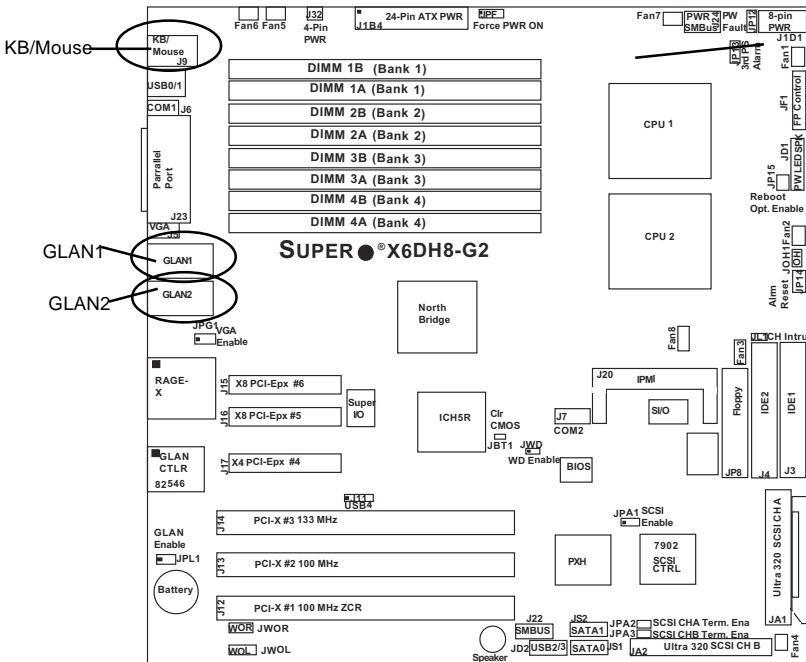 Fan6 Fan5
J32
4-Pin
PWR
24-Pin ATX PWR
J1B4
JPF
Force PWR ON
Fan7
PWR
SMBus
J24
PW
Fault
JP12
8-pin
PWR
J1D1
KB/Mouse
KB/
Mouse
J9
JP13
3rd P/S
Alarm
Fan1
USB0/1
DIMM 1B (Bank 1)
DIMM 1A (Bank 1)
DIMM 2B (Bank 2)
DIMM 2A (Bank 2)
DIMM 3B (Bank 3)
DIMM 3A (Bank 3)
DIMM 4B (Bank 4)
DIMM 4A (Bank 4)
COM1
J6
CPU 1
JF1
FP Control
Parrallel
Port
J23
JD1
PWLEDSPK
JP15
Reboot
Opt. Enable
VGA
J5
SUPER ® X6DH8-G2
CPU 2
Fan2
GLAN1
GLAN1
GLAN2
GLAN2
JOH1
OH
JP14
Alrm
Reset
JPG1
VGA
Enable
North
Bridge
Fan8
Fan3
JL1
CH Intru
RAGE-
X
J15
X8 PCI-Epx #6
J16
X8 PCI-Epx #5
Super
I/O
ICH5R
Clr
CMOS
JBT1
JWD
WD Enable
J20
IPMI
J7
COM2
SI/O
Floppy
JP8
IDE2
J4
IDE1
J3
GLAN
CTLR
82546
J17
X4 PCI-Epx #4
BIOS
J11
USB4
J14
PCI-X #3 133 MHz
JPA1
SCSI
Enable
Ultra 320 SCSI CH A
JA1
GLAN
Enable
JPL1
J13
PCI-X #2 100 MHz
PXH
7902
SCSI
CTRL
Battery
J12
PCI-X #1 100 MHz ZCR
WOR JWOR
WOL JWOL
Speaker
J22
SMBUS
JD2
USB2/3
JS2
SATA1
SATA0
JS1
JPA2 SCSI CHA Term. Ena
JPA3 SCSI CHB Term Ena
JA2
Ultra 320 SCSI CH B
Fan4